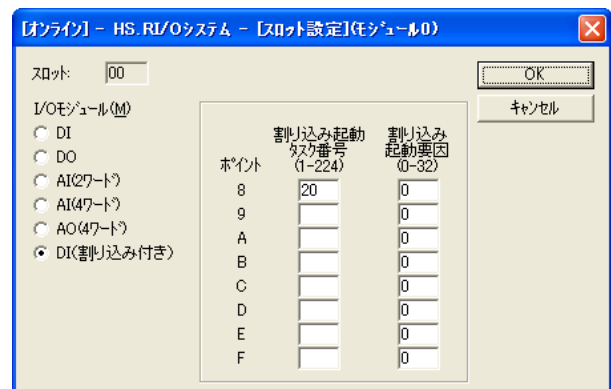 [オンライン] - HS.RI/Oシステム - [スロット設定](モジュール0)
スロット: 00
OK
キャンセル
I/Oモジュール(M)
DI
DO
AI(2ワード)
AI(4ワード)
AO(4ワード)
DI(割り込み付き)
ポイント 割り込み起動タスク番号(1-224) 割り込み起動要因(0-32)
8 20 0
9 0
A 0
B 0
C 0
D 0
E 0
F 0